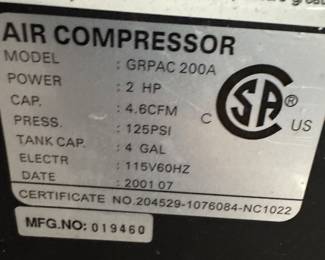 AIR COMPRESSOR
MODEL : GRPAC 200A
POWER : 2 HP
CAP. : 4.6CFM
PRESS. : 125PSI
TANK CAP. : 4 GAL
ELECTR : 115V60HZ
DATE : 2001 07
CERTIFICATE NO.204529-1076084-NC1022
MFG.NO: 019460
C SA ® US